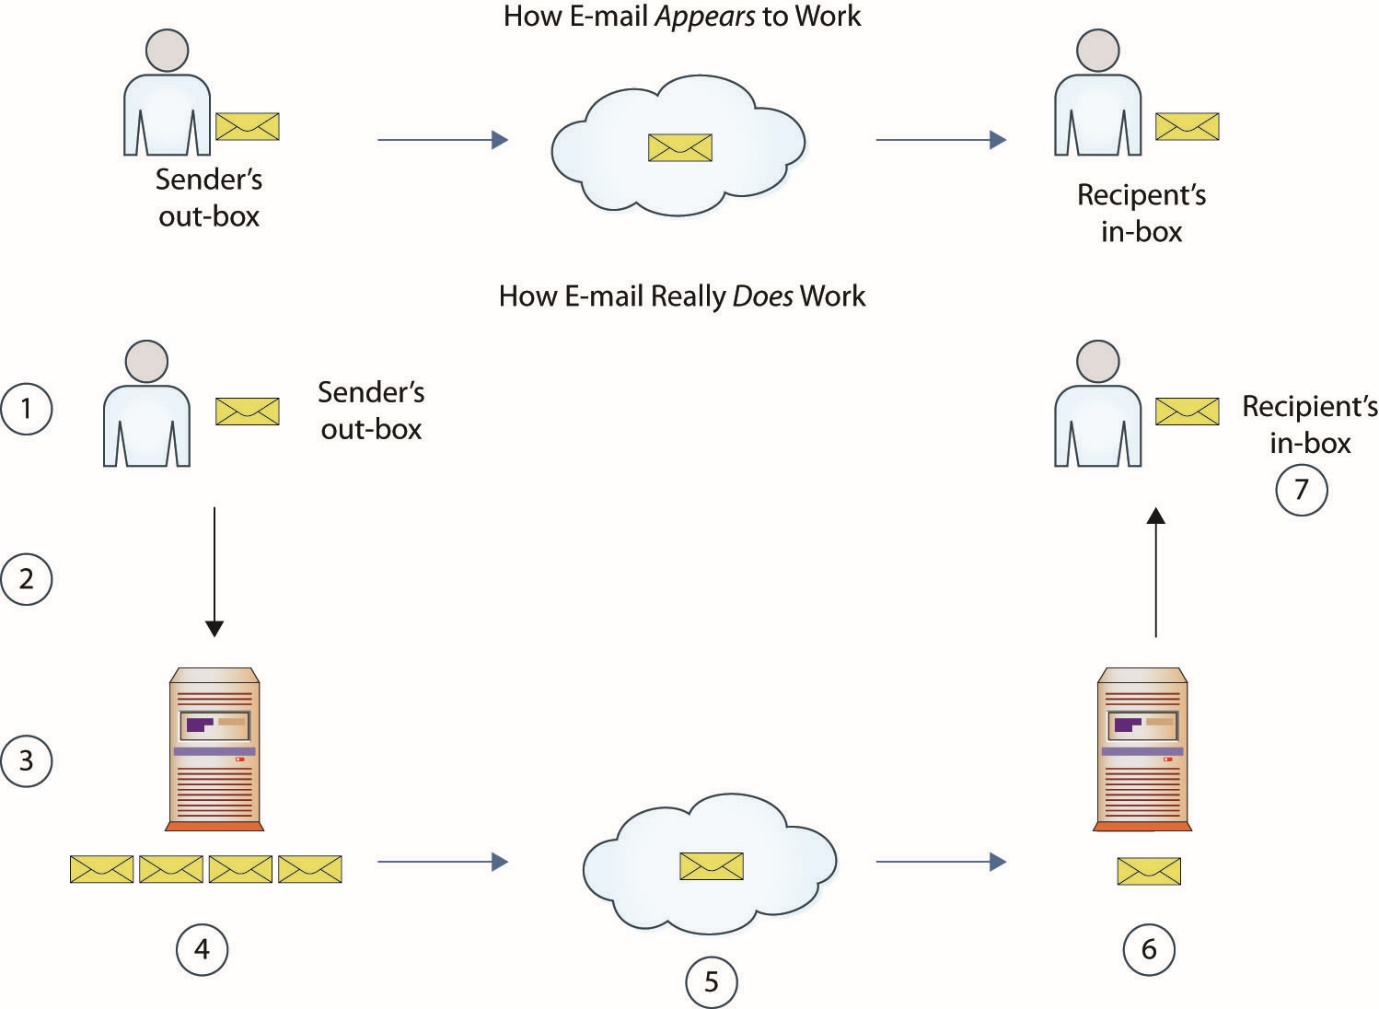 How E-mail Appears to Work
Sender's
out-box
Recipent's
in-box
How E-mail Really Does Work
1
Sender's
out-box
Recipient's
in-box
7
2
3
4
5
6